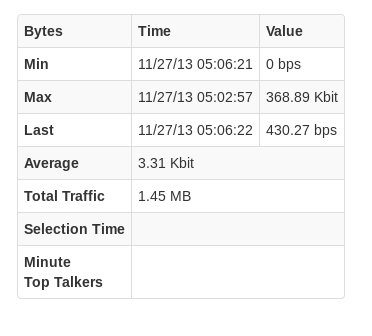 Bytes Time Value
Min 11/27/13 05:06:21 0 bps
Max 11/27/13 05:02:57 368.89 Kbit
Last 11/27/13 05:06:22 430.27 bps
Average 3.31 Kbit
Total Traffic 1.45 MB
Selection Time
Minute
Top Talkers